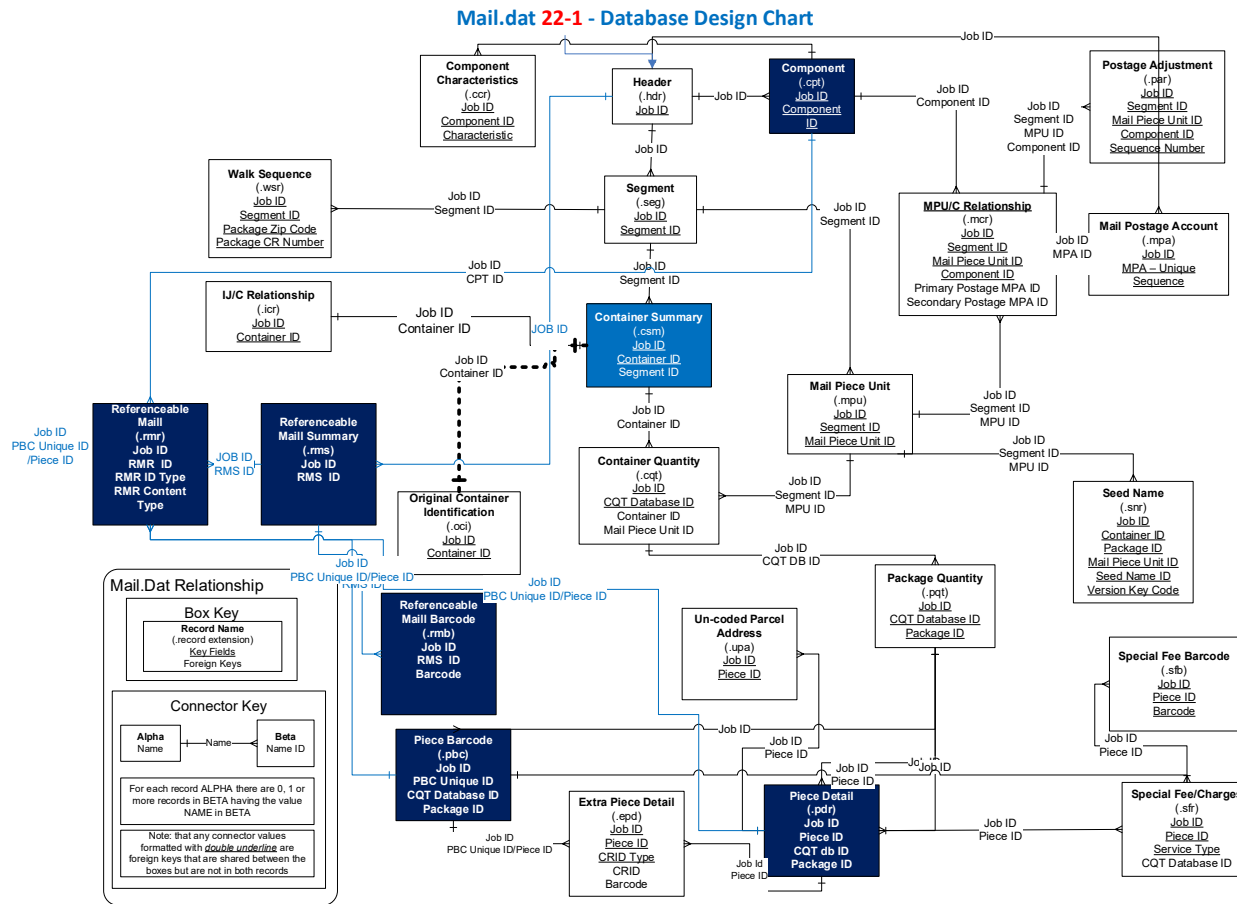 Mail.dat 22-1 - Database Design Chart
Job ID
Component
Characteristics
(.ccr)
Job ID
Component ID
Characteristic
Header
(.hdr)
Job ID
Job ID
Component
(.cpt)
Job ID
Component
ID
Job ID
Component ID
Job ID
Segment ID
MPU ID
Component ID
Postage Adjustment
(.par)
Job ID
Segment ID
Mail Piece Unit ID
Component ID
Sequence Number
Job ID
Walk Sequence
(.wsr)
Job ID
Segment ID
Package Zip Code
Package CR Number
Job ID
Segment ID
Segment
(.seg)
Job ID
Segment ID
Job ID
Segment ID
MPU/C Relationship
(.mcr)
Job ID
Segment ID
Mail Piece Unit ID
Component ID
Primary Postage MPA ID
Secondary Postage MPA ID
Job ID
MPA ID
Mail Postage Account
(.mpa)
Job ID
MPA – Unique
Sequence
Job ID
CPT ID
Job ID
Segment ID
IJ/C Relationship
(.icr)
Job ID
Container ID
Job ID
Container ID
JOB ID
Container Summary
(.csm)
Job ID
Container ID
Segment ID
Job ID
Container ID
Job ID
Segment ID
MPU ID
Mail Piece Unit
(.mpu)
Job ID
Segment ID
Mail Piece Unit ID
Job ID
Container ID
Job ID
PBC Unique ID
/Piece ID
Referenceable
Maill
(.rmr)
Job ID
RMR ID
RMR ID Type
RMR Content
Type
JOB ID
RMS ID
Referenceable
Maill Summary
(.rms)
Job ID
RMS ID
Container Quantity
(.cqt)
Job ID
CQT Database ID
Container ID
Mail Piece Unit ID
Job ID
Segment ID
MPU ID
Job ID
Segment ID
MPU ID
Seed Name
(.snr)
Job ID
Container ID
Package ID
Mail Piece Unit ID
Seed Name ID
Version Key Code
Original Container
Identification
(.oci)
Job ID
Container ID
Job ID
CQT DB ID
Job ID
PBC Unique ID/Piece ID
RMS ID
Job ID
PBC Unique ID/Piece ID
Package Quantity
(.pqt)
Job ID
CQT Database ID
Package ID
Mail.Dat Relationship
Box Key
Record Name
(.record extension)
Key Fields
Foreign Keys
Connector Key
Alpha
Name
Name
Beta
Name ID
For each record ALPHA there are 0, 1 or
more records in BETA having the value
NAME in BETA
Note: that any connector values
formatted with double underline are
foreign keys that are shared between the
boxes but are not in both records
Referenceable
Maill Barcode
(.rmb)
Job ID
RMS ID
Barcode
Un-coded Parcel
Address
(.upa)
Job ID
Piece ID
Special Fee Barcode
(.sfb)
Job ID
Piece ID
Barcode
Job ID
Job ID
Piece ID
Job ID
Piece ID
Piece Barcode
(.pbc)
Job ID
PBC Unique ID
CQT Database ID
Package ID
Job ID
Piece ID
Job ID
Job ID
Job ID
PBC Unique ID/Piece ID
Extra Piece Detail
(.epd)
Job ID
Piece ID
CRID Type
CRID
Barcode
Job Id
Piece ID
Piece Detail
(.pdr)
Job ID
Piece ID
CQT db ID
Package ID
Job ID
Piece ID
Special Fee/Charges
(.sfr)
Job ID
Piece ID
Service Type
CQT Database ID